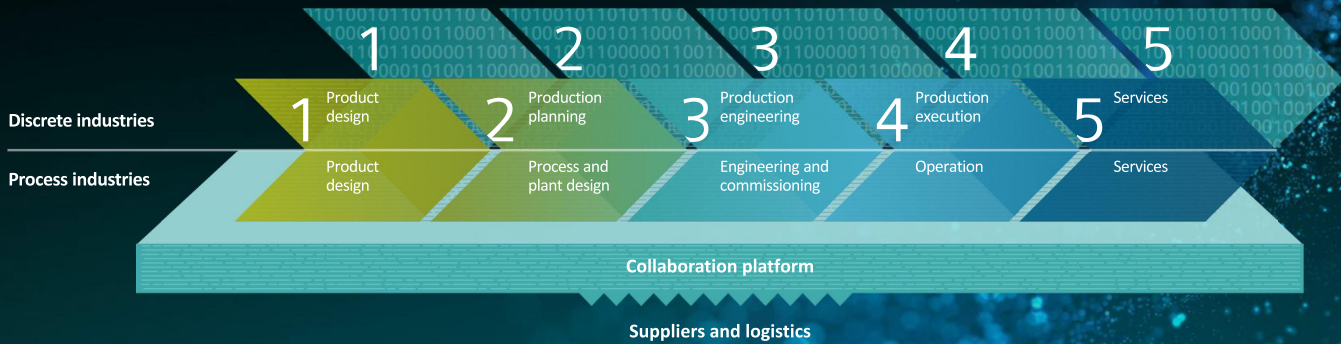 1 2 3 4 5
Discrete industries
1 Product design
2 Production planning
3 Production engineering
4 Production execution
5 Services
Process industries
Product design
Process and plant design
Engineering and commissioning
Operation
Services
Collaboration platform
Suppliers and logistics